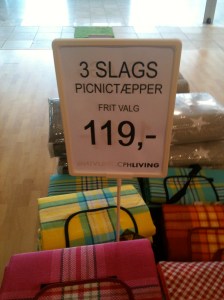 3 SLAGS
PICNICTÆPPER
FRIT VALG
119,-